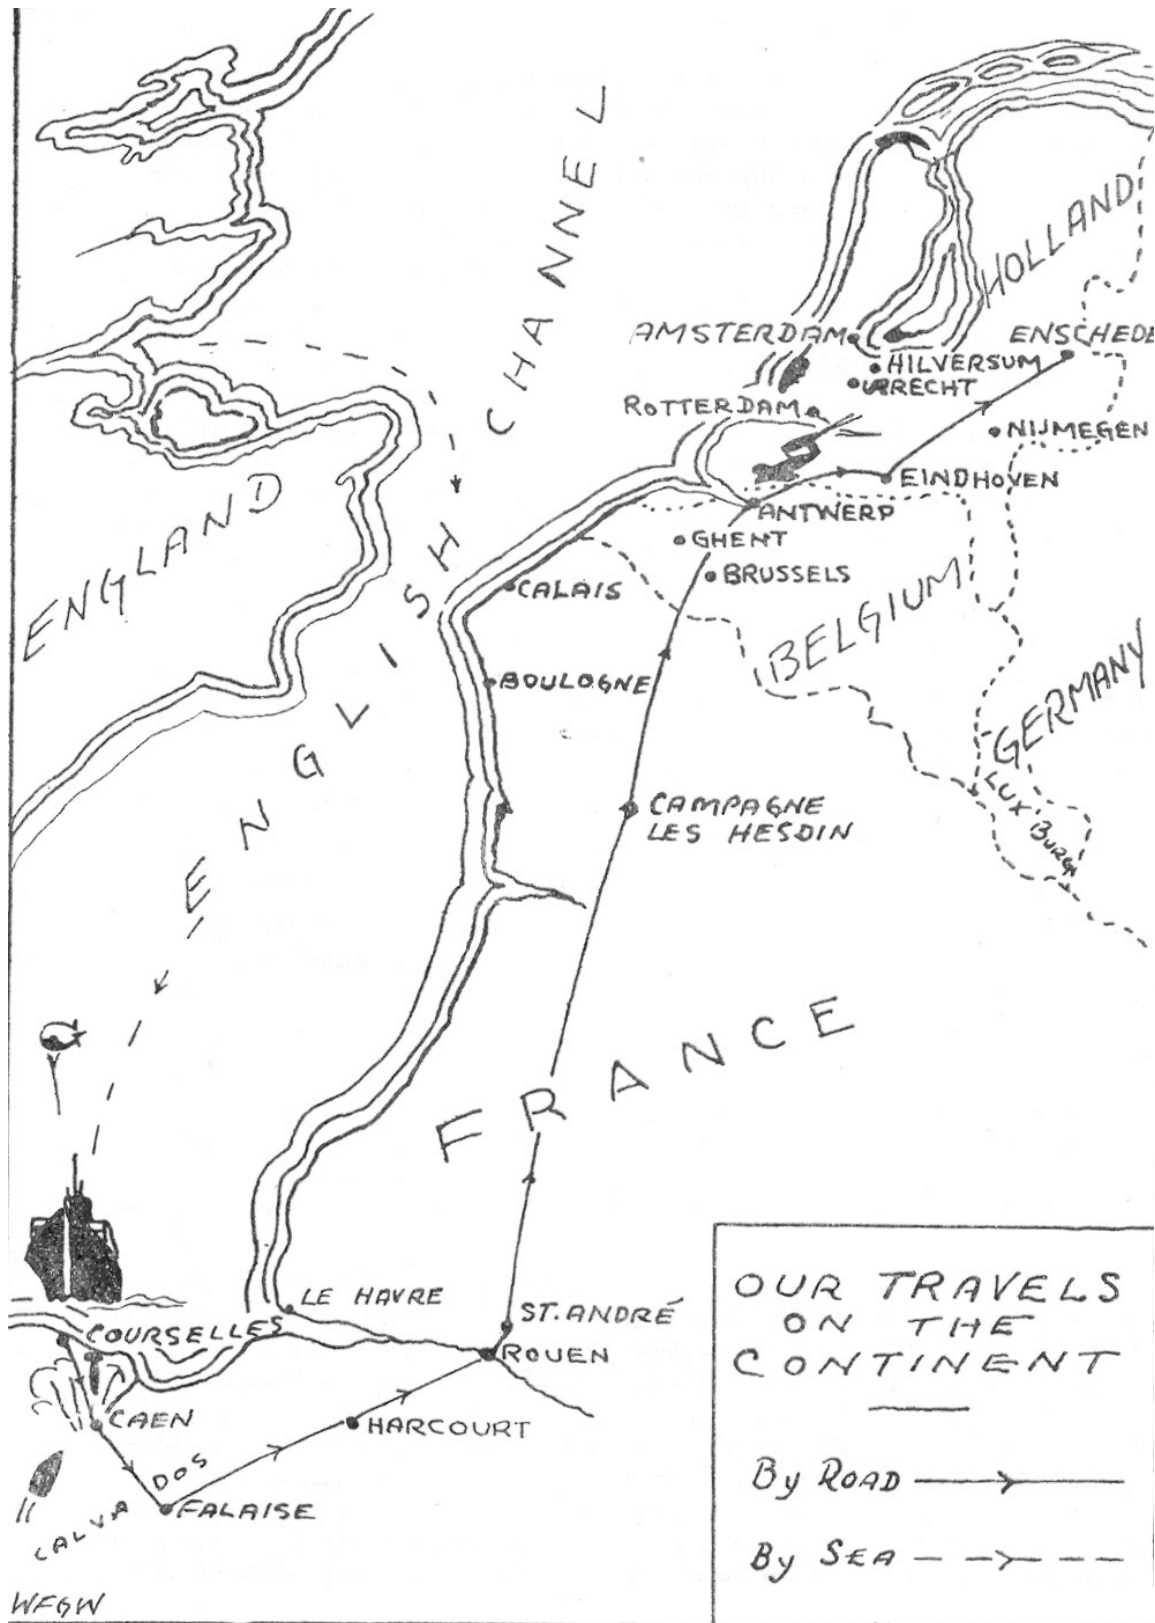 ENGLISH CHANNEL
HOLLAND
AMSTERDAM
ENSCHEDE
HILVERSUM
ROTTERDAM
NIJMEGEN
EINDHOVEN
ENGLAND
ANTWERP
GHENT
BRUSSELS
CALAIS
BELGIUM
BOULOGNE
GERMANY
CAMPAGNE
LES HESDIN
LUX'BURGH
FRANCE
LE HAVRE
ST. ANDRÉ
COURSELLES
ROUEN
CAEN
HARCOURT
CALVADOS
FALAISE
OUR TRAVELS
ON THE
CONTINENT
By ROAD
By SEA
WFGW